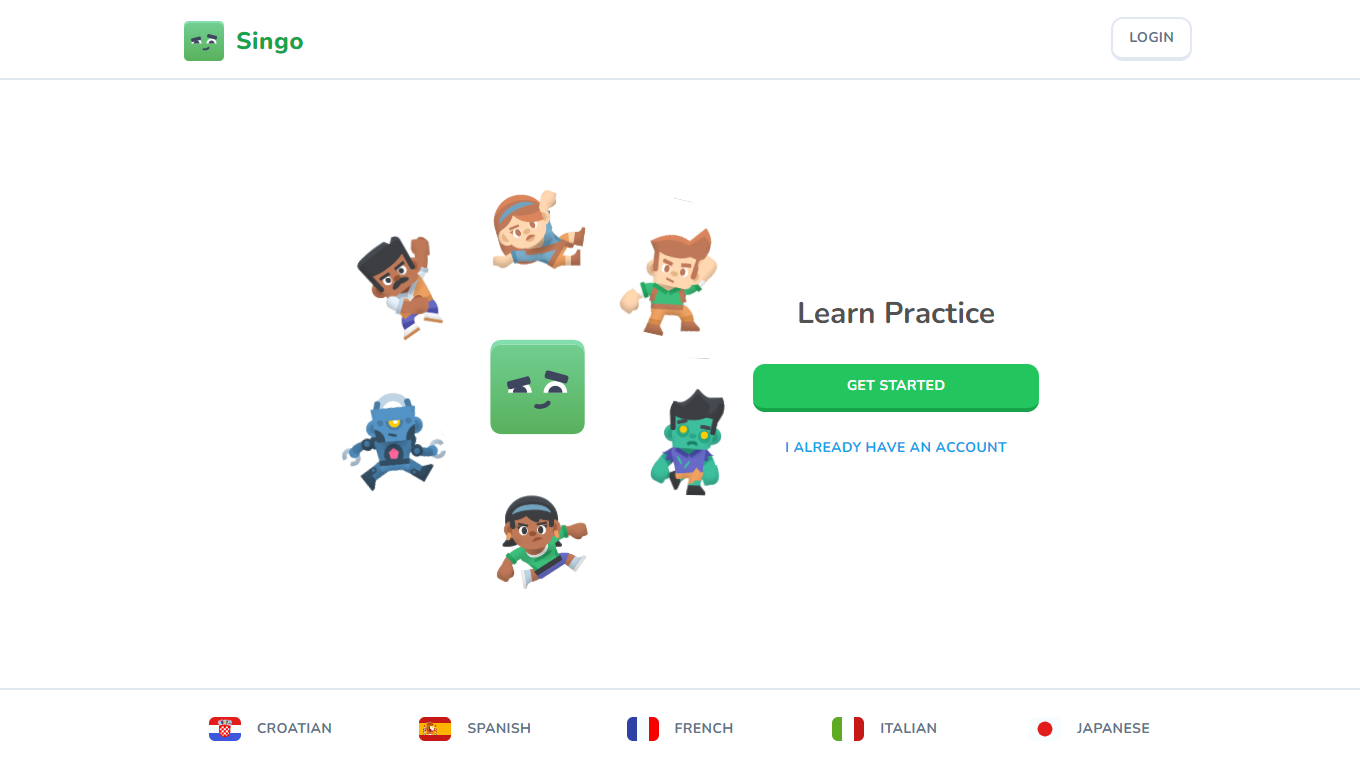 Singo
LOGIN
Learn Practice
GET STARTED
I ALREADY HAVE AN ACCOUNT
CROATIAN
SPANISH
FRENCH
ITALIAN
JAPANESE